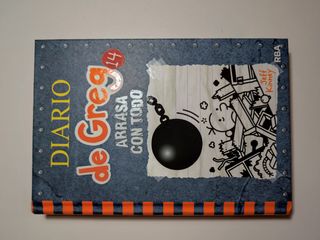 DIARIO
de Greg
14
ARRASA
CON TODO
Jeff Kinney
RBA